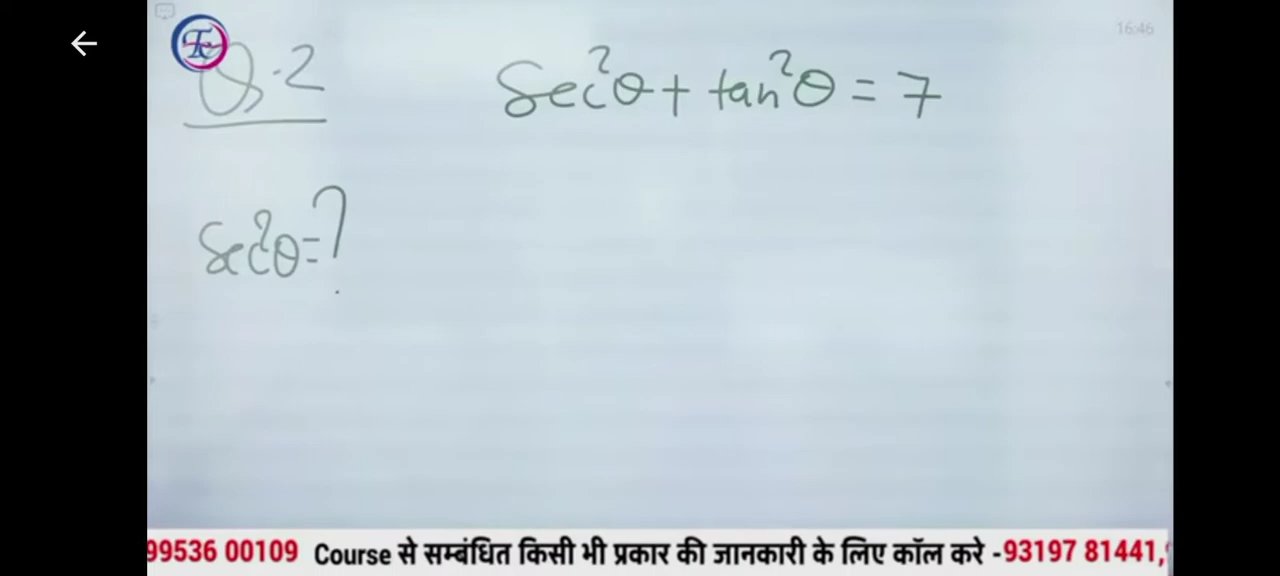 16:46
Q.2
Sec²θ + tan²θ = 7
Sec²θ = ?
99536 00109 Course से सम्बंधित किसी भी प्रकार की जानकारी के लिए कॉल करे -93197 81441,